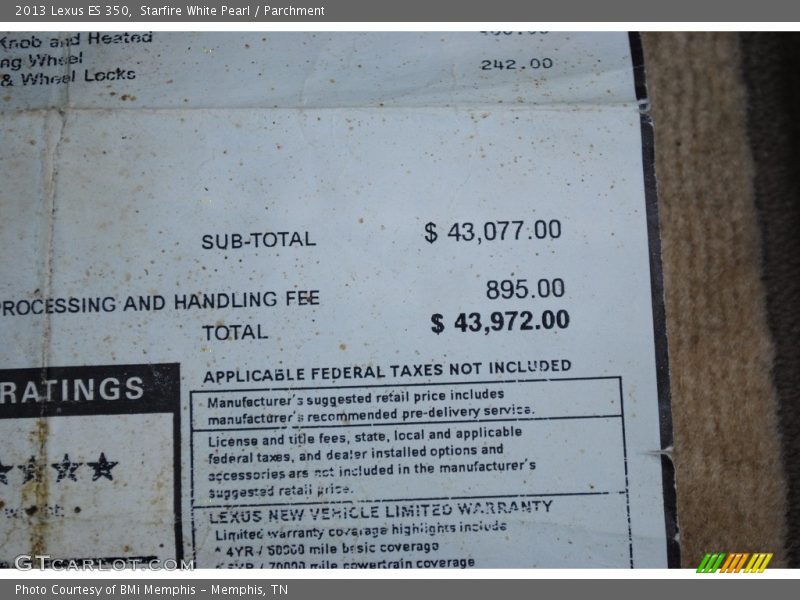 2013 Lexus ES 350, Starfire White Pearl / Parchment
Knob and Heated
ng Wheel
& Wheel Locks 242.00
SUB-TOTAL $ 43,077.00
PROCESSING AND HANDLING FEE 895.00
TOTAL $ 43,972.00
APPLICABLE FEDERAL TAXES NOT INCLUDED
RATINGS
Manufacturer's suggested retail price includes
manufacturer's recommended pre-delivery service.
License and title fees, state, local and applicable
federal taxes, and dealer installed options and
accessories are not included in the manufacturer's
suggested retail price.
LEXUS NEW VEHICLE LIMITED WARRANTY
Limited warranty coverage highlights include
* 4YR / 50000 mile basic coverage
/ 70000 mile powertrain coverage
GTcarlot.com
Photo Courtesy of BMi Memphis – Memphis, TN